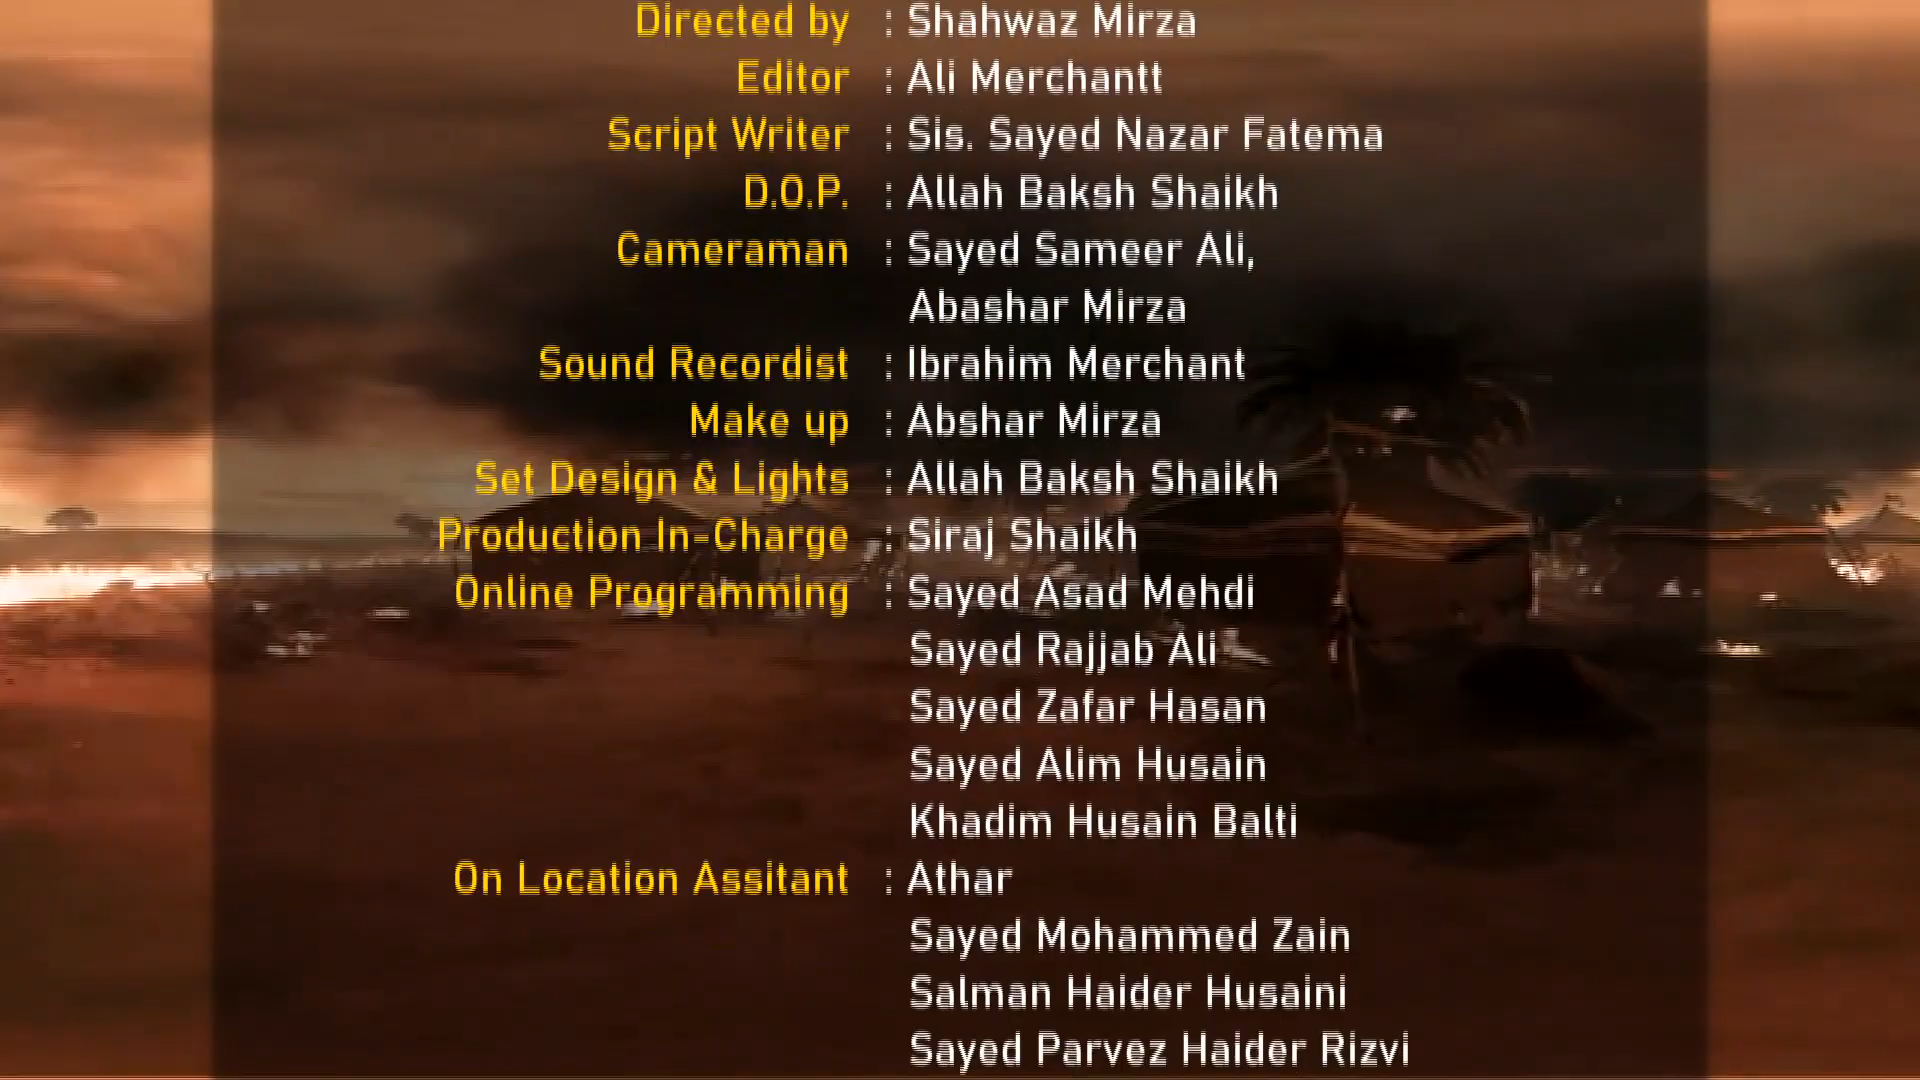 Directed by : Shahwaz Mirza
Editor : Ali Merchantt
Script Writer : Sis. Sayed Nazar Fatema
D.O.P. : Allah Baksh Shaikh
Cameraman : Sayed Sameer Ali,
Abashar Mirza
Sound Recordist : Ibrahim Merchant
Make up : Abshar Mirza
Set Design & Lights : Allah Baksh Shaikh
Production In-Charge : Siraj Shaikh
Online Programming : Sayed Asad Mehdi
Sayed Rajjab Ali
Sayed Zafar Hasan
Sayed Alim Husain
Khadim Husain Balti
On Location Assitant : Athar
Sayed Mohammed Zain
Salman Haider Husaini
Sayed Parvez Haider Rizvi